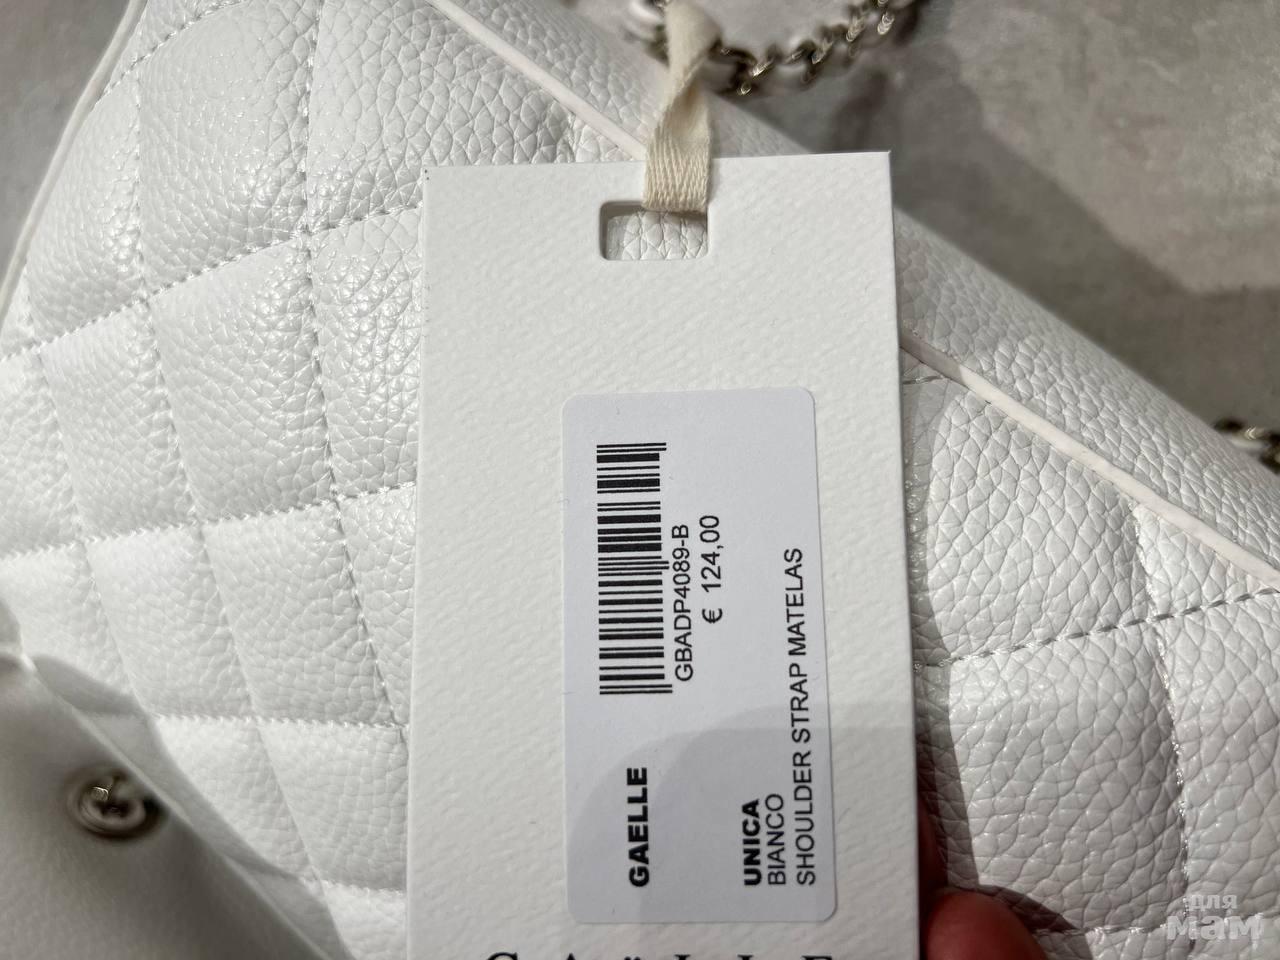 GAELLE
GBADP4089-B
€ 124,00
UNICA
BIANCO
SHOULDER STRAP MATELAS
для
мам